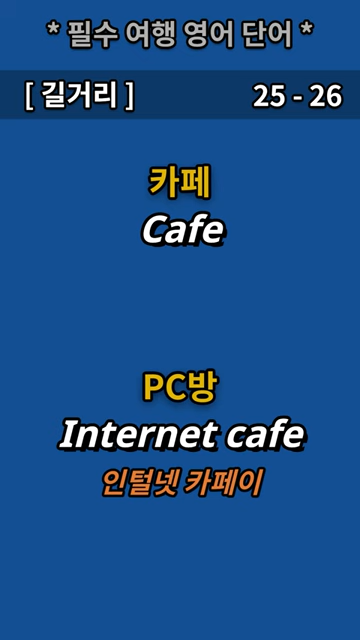 * 필수 여행 영어 단어 *
[ 길거리 ] 25 - 26
카페
Cafe
PC방
Internet cafe
인털넷 카페이